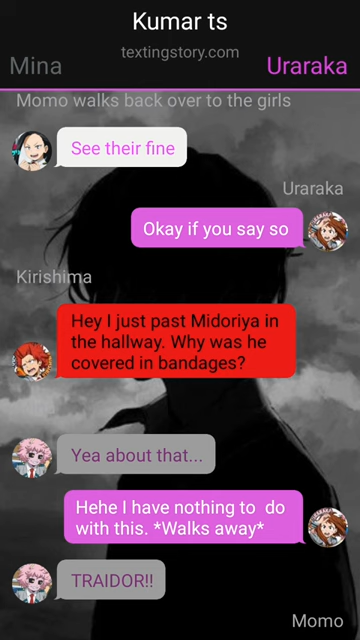 Kumar ts
textingstory.com
Mina
Uraraka
Momo walks back over to the girls
See their fine
Uraraka
Okay if you say so
Kirishima
Hey I just past Midoriya in
the hallway. Why was he
covered in bandages?
Yea about that...
Hehe I have nothing to  do
with this. *Walks away*
TRAIDOR!!
Momo